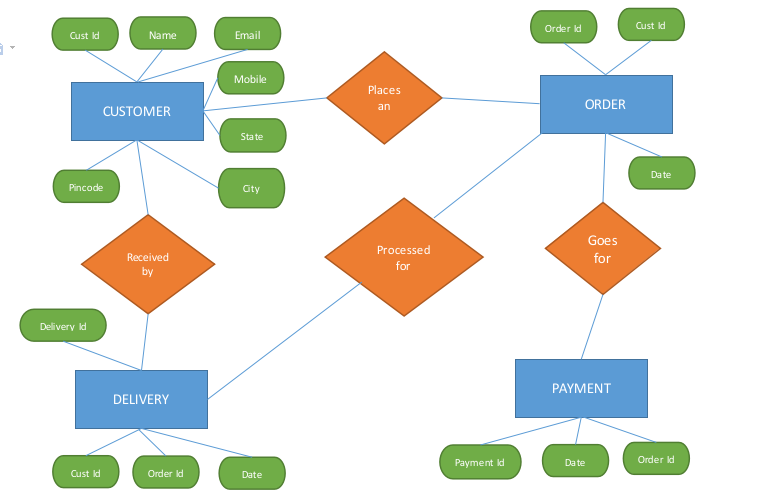 Cust Id
Name
Email
Order Id
Cust Id
Mobile
CUSTOMER
Places
an
ORDER
State
Date
Pincode
City
Received
by
Processed
for
Goes
for
Delivery Id
DELIVERY
PAYMENT
Cust Id
Order Id
Date
Payment Id
Date
Order Id